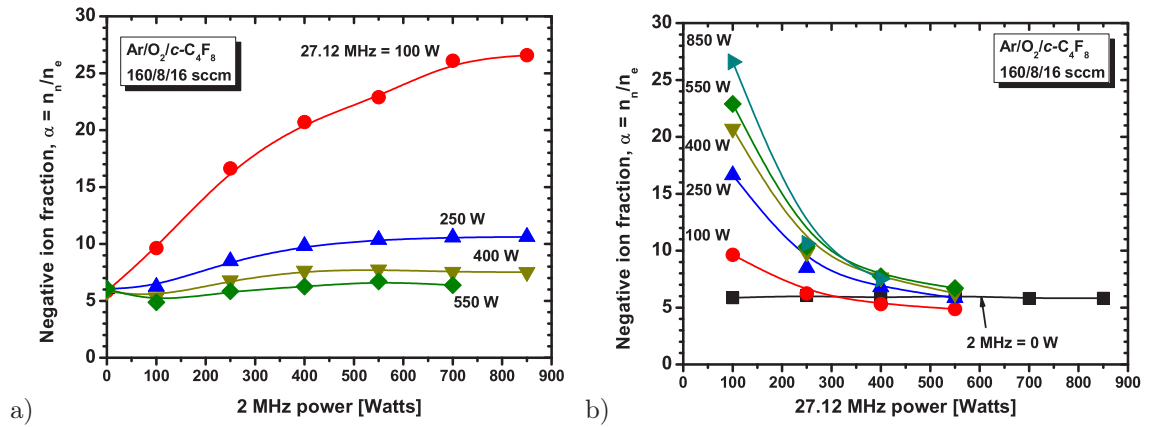 30
25
20
15
10
5
0
Negative ion fraction, α = nₙ/nₑ
Ar/O₂/c-C₄F₈
160/8/16 sccm
27.12 MHz = 100 W
250 W
400 W
550 W
0 100 200 300 400 500 600 700 800 900
2 MHz power [Watts]
a)
30
25
20
15
10
5
0
Negative ion fraction, α = nₙ/nₑ
850 W
550 W
400 W
250 W
100 W
Ar/O₂/c-C₄F₈
160/8/16 sccm
2 MHz = 0 W
0 100 200 300 400 500 600 700 800 900
27.12 MHz power [Watts]
b)